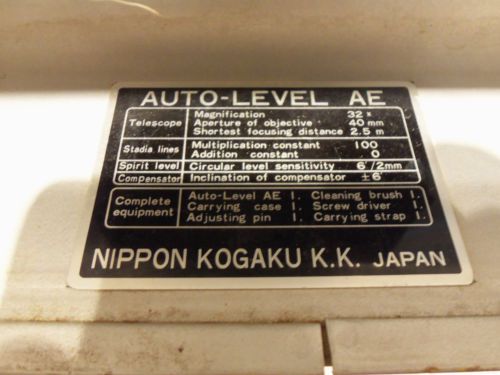 AUTO-LEVEL AE
Telescope Magnification 32×
Aperture of objective 40 mm
Shortest focusing distance 2.5 m
Stadia lines Multiplication constant 100
Addition constant 0
Spirit level Circular level sensitivity 6′/2mm
Compensator Inclination of compensator ±6′
Complete equipment
Auto-Level AE 1. Cleaning brush 1.
Carrying case 1. Screw driver 1.
Adjusting pin 1. Carrying strap 1.
NIPPON KOGAKU K.K. JAPAN